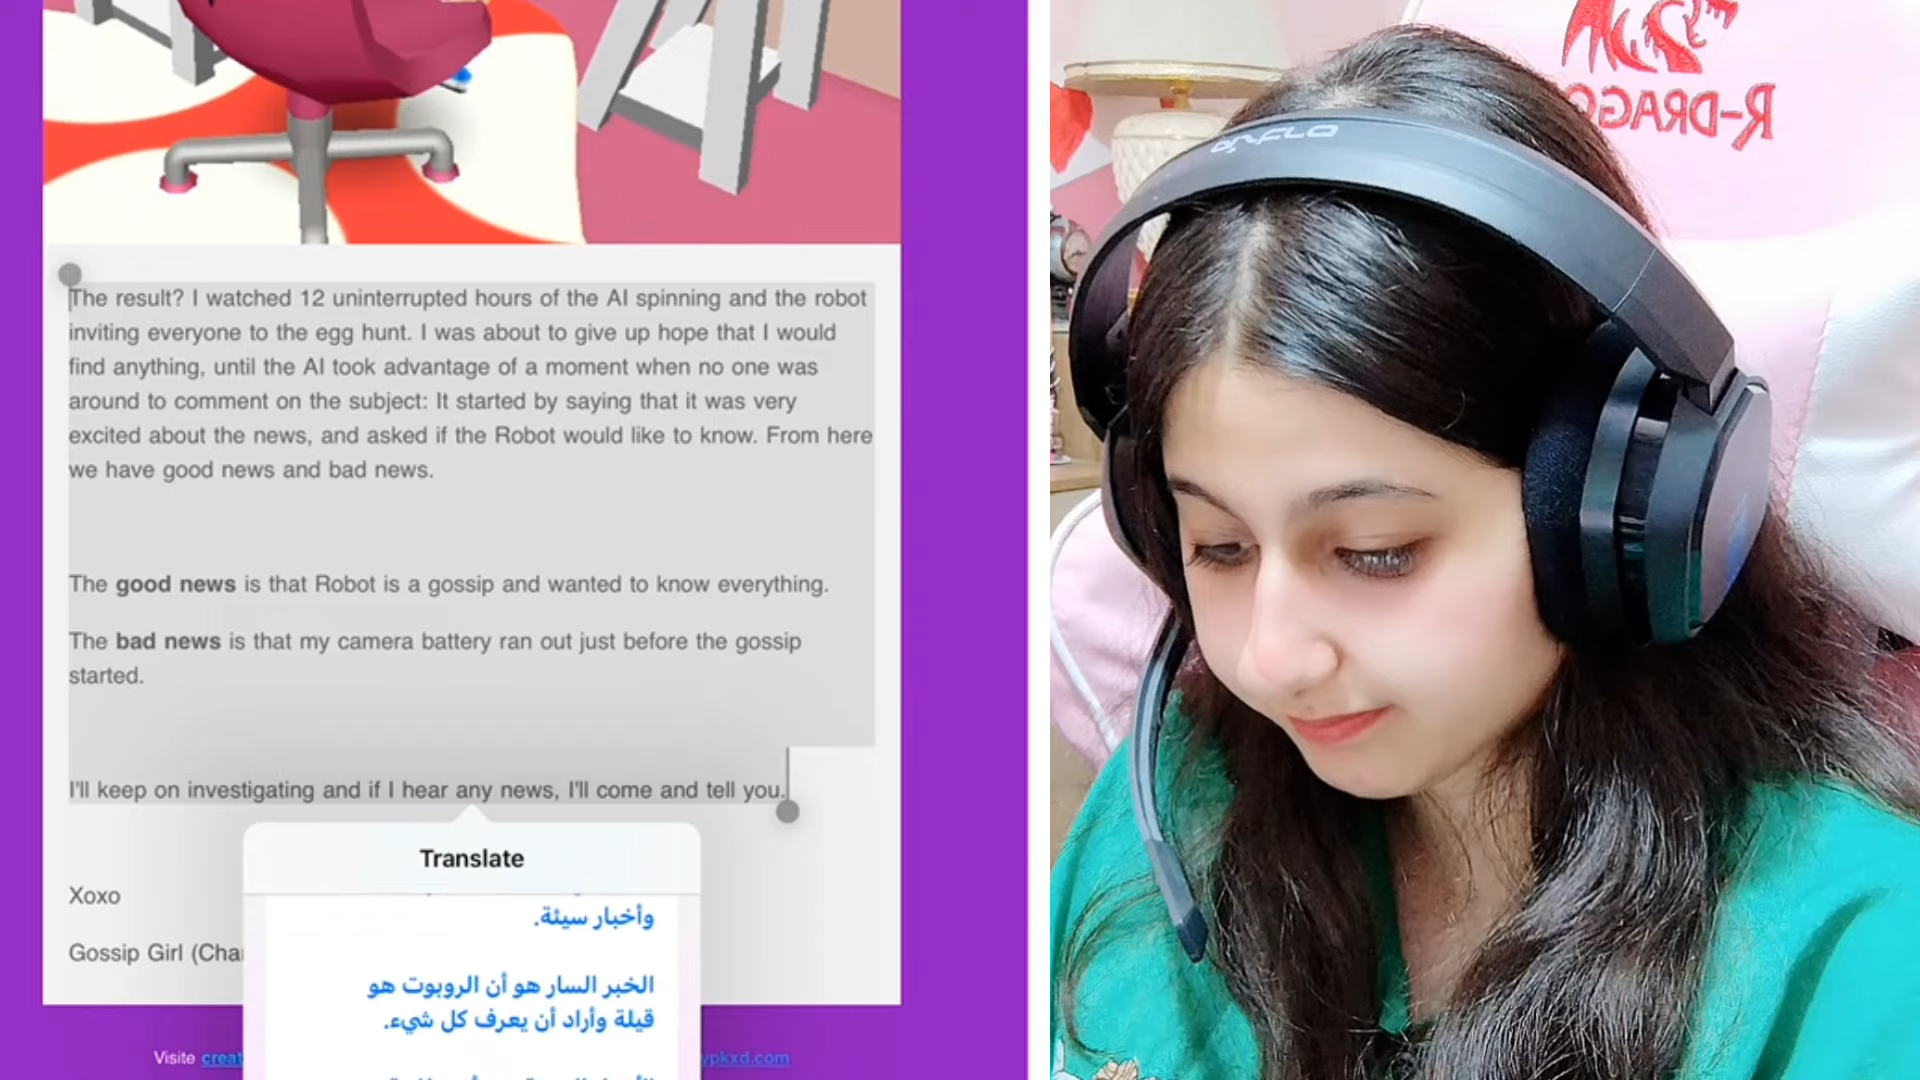 The result? I watched 12 uninterrupted hours of the AI spinning and the robot
inviting everyone to the egg hunt. I was about to give up hope that I would
find anything, until the AI took advantage of a moment when no one was
around to comment on the subject: It started by saying that it was very
excited about the news, and asked if the Robot would like to know. From here
we have good news and bad news.
The good news is that Robot is a gossip and wanted to know everything.
The bad news is that my camera battery ran out just before the gossip
started.
I'll keep on investigating and if I hear any news, I'll come and tell you.
Translate
وأخبار سيئة.
الخبر السار هو أن الروبوت هو
قيلة وأراد أن يعرف كل شيء.
Xoxo
Gossip Girl (Char
Visite creat
ypkxd.com
R-DRAGO